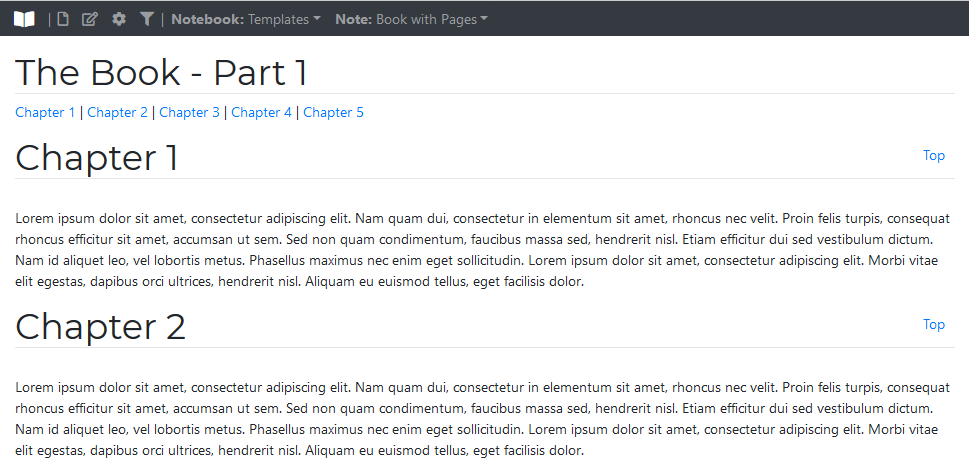 | | Notebook: Templates Note: Book with Pages
The Book - Part 1
Chapter 1 | Chapter 2 | Chapter 3 | Chapter 4 | Chapter 5
Chapter 1 Top
Lorem ipsum dolor sit amet, consectetur adipiscing elit. Nam quam dui, consectetur in elementum sit amet, rhoncus nec velit. Proin felis turpis, consequat
rhoncus efficitur sit amet, accumsan ut sem. Sed non quam condimentum, faucibus massa sed, hendrerit nisl. Etiam efficitur dui sed vestibulum dictum.
Nam id aliquet leo, vel lobortis metus. Phasellus maximus nec enim eget sollicitudin. Lorem ipsum dolor sit amet, consectetur adipiscing elit. Morbi vitae
elit egestas, dapibus orci ultrices, hendrerit nisl. Aliquam eu euismod tellus, eget facilisis dolor.
Chapter 2 Top
Lorem ipsum dolor sit amet, consectetur adipiscing elit. Nam quam dui, consectetur in elementum sit amet, rhoncus nec velit. Proin felis turpis, consequat
rhoncus efficitur sit amet, accumsan ut sem. Sed non quam condimentum, faucibus massa sed, hendrerit nisl. Etiam efficitur dui sed vestibulum dictum.
Nam id aliquet leo, vel lobortis metus. Phasellus maximus nec enim eget sollicitudin. Lorem ipsum dolor sit amet, consectetur adipiscing elit. Morbi vitae
elit egestas, dapibus orci ultrices, hendrerit nisl. Aliquam eu euismod tellus, eget facilisis dolor.